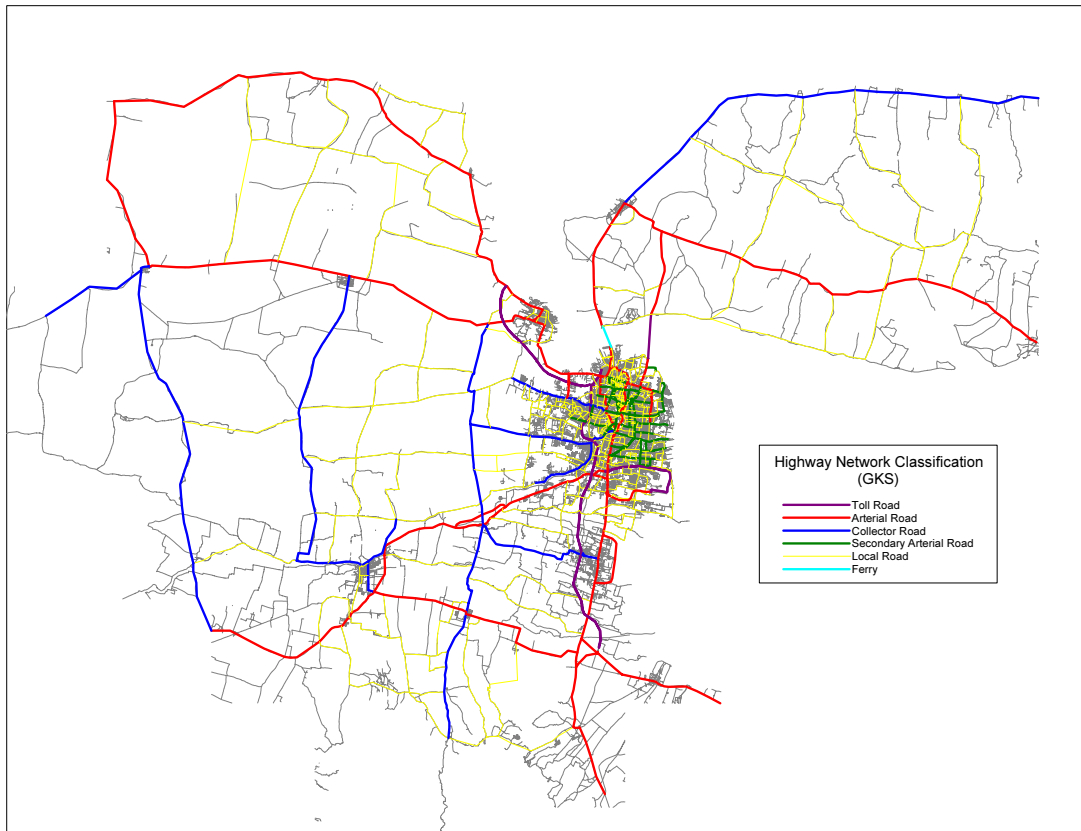 Highway Network Classification
(GKS)
Toll Road
Arterial Road
Collector Road
Secondary Arterial Road
Local Road
Ferry